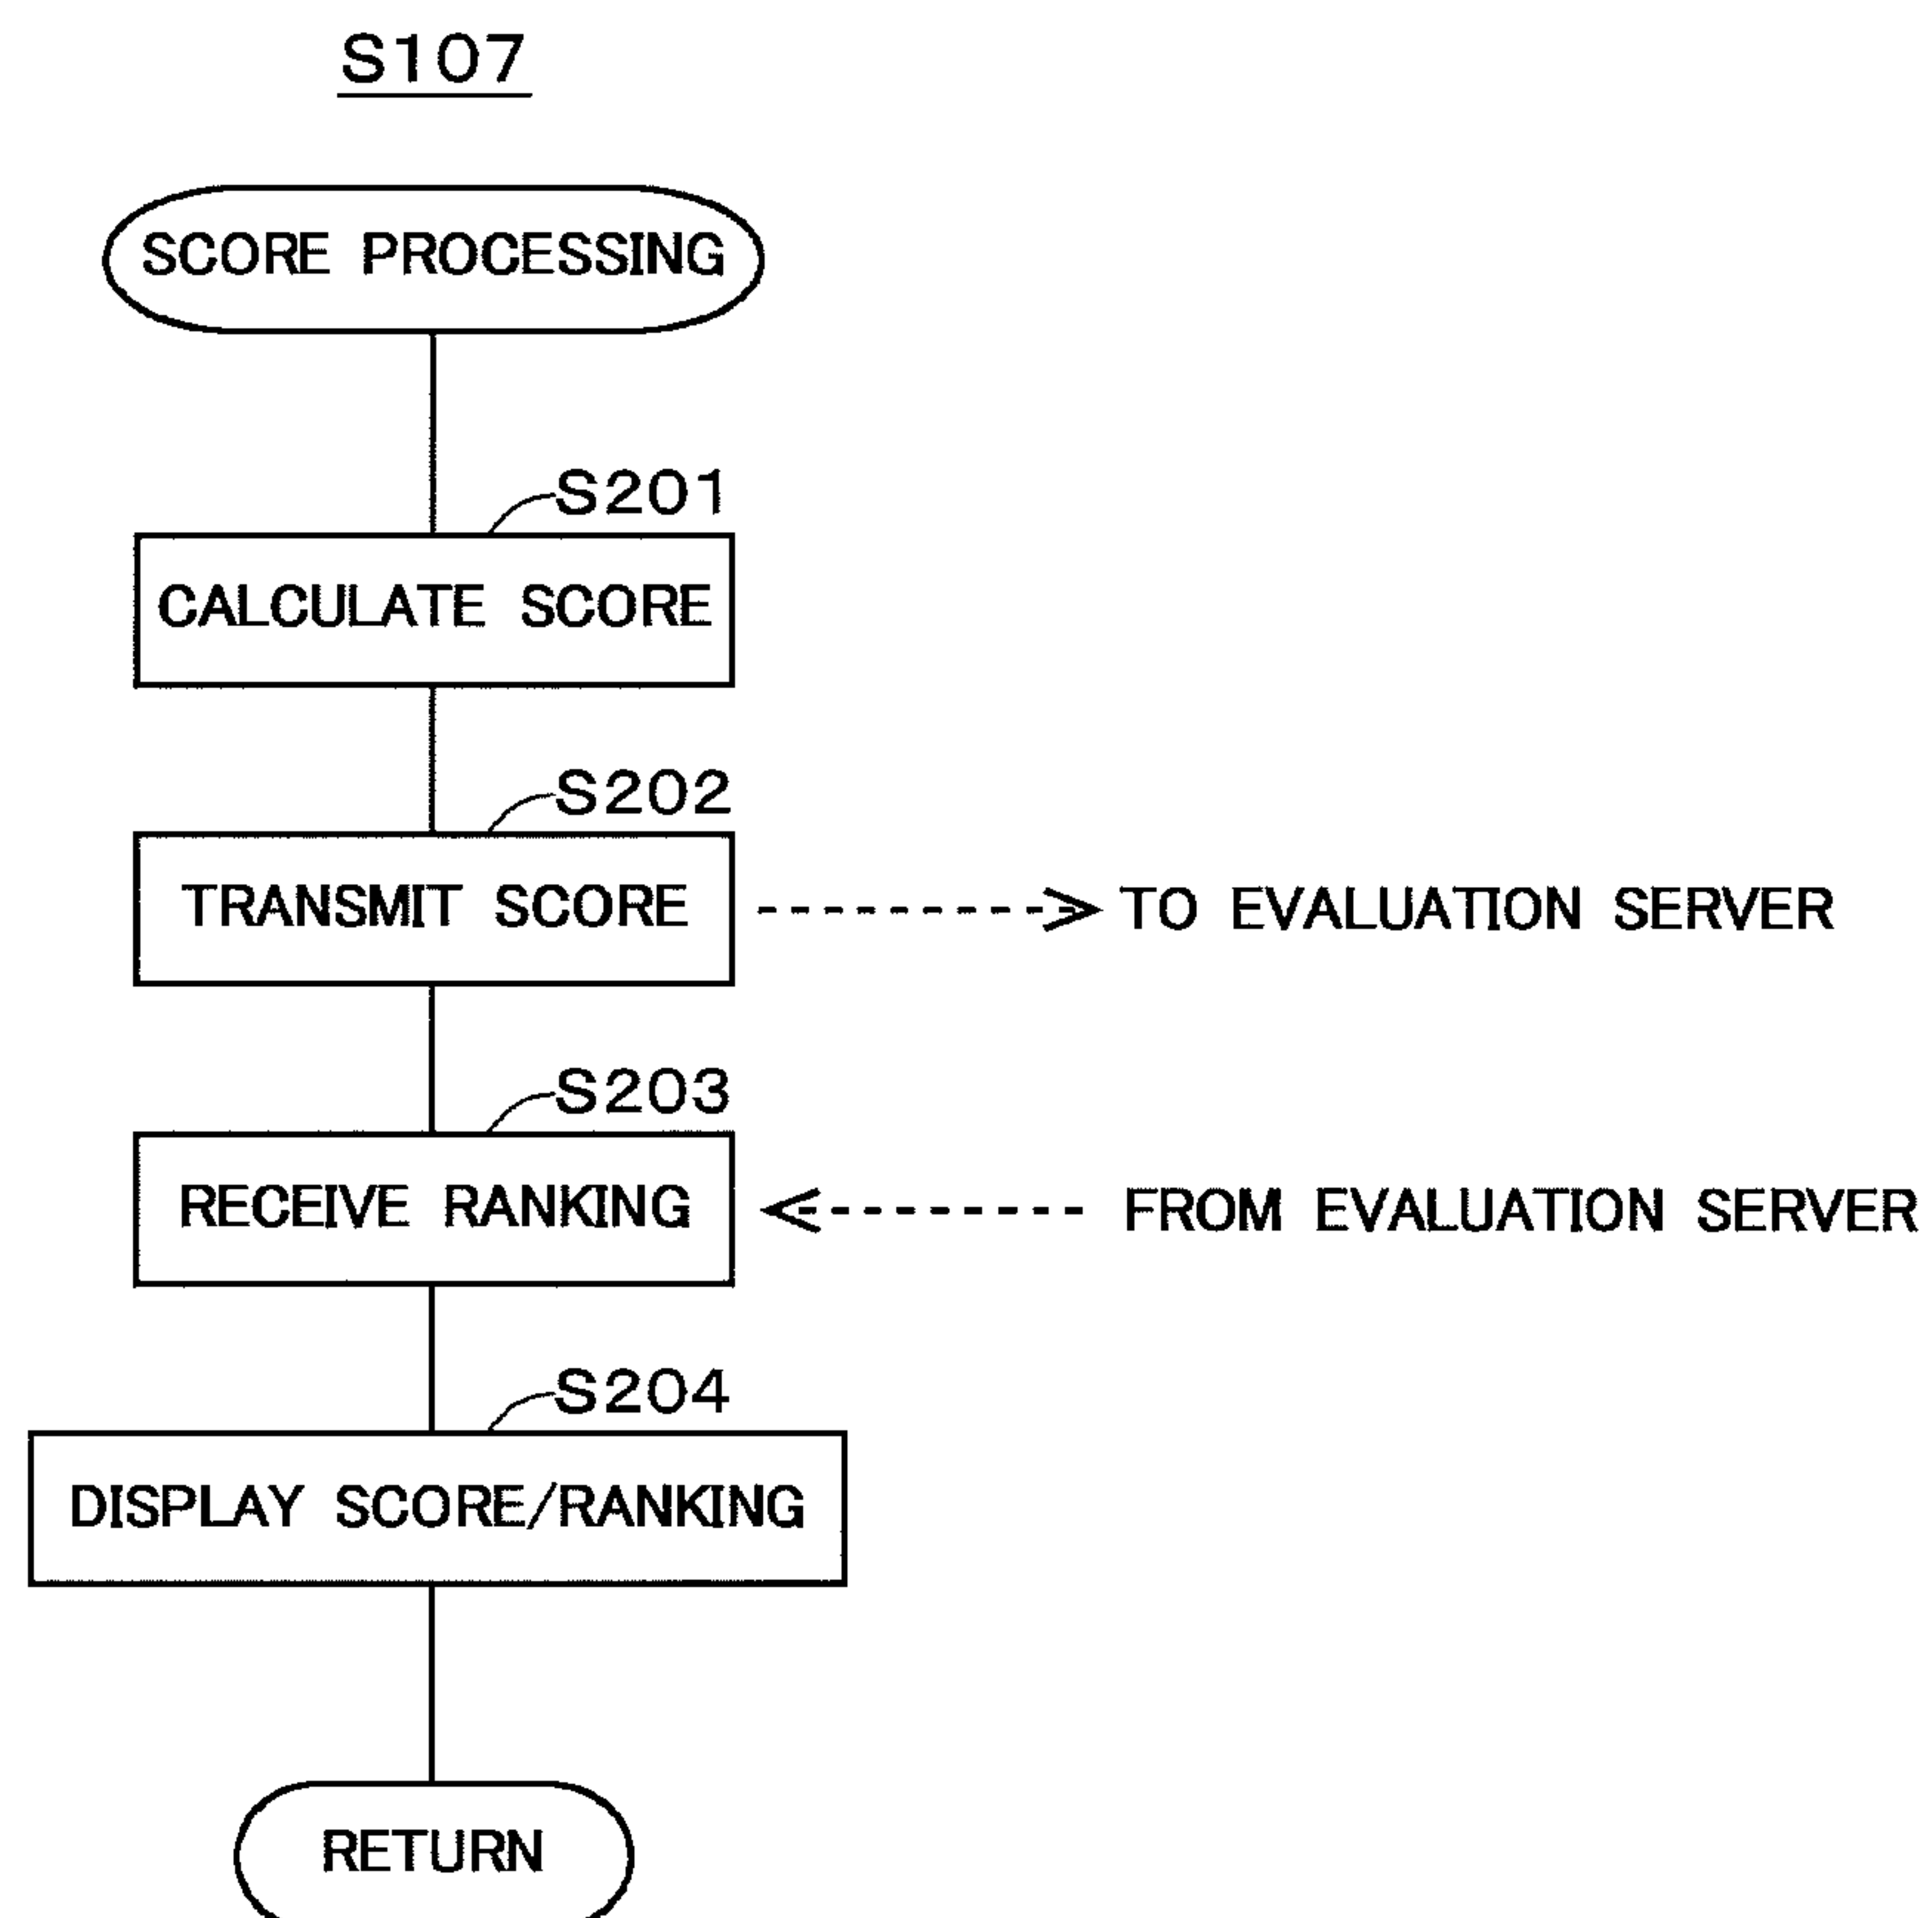 S107
SCORE PROCESSING
S201
CALCULATE SCORE
S202
TRANSMIT SCORE
TO EVALUATION SERVER
S203
RECEIVE RANKING
FROM EVALUATION SERVER
S204
DISPLAY SCORE/RANKING
RETURN